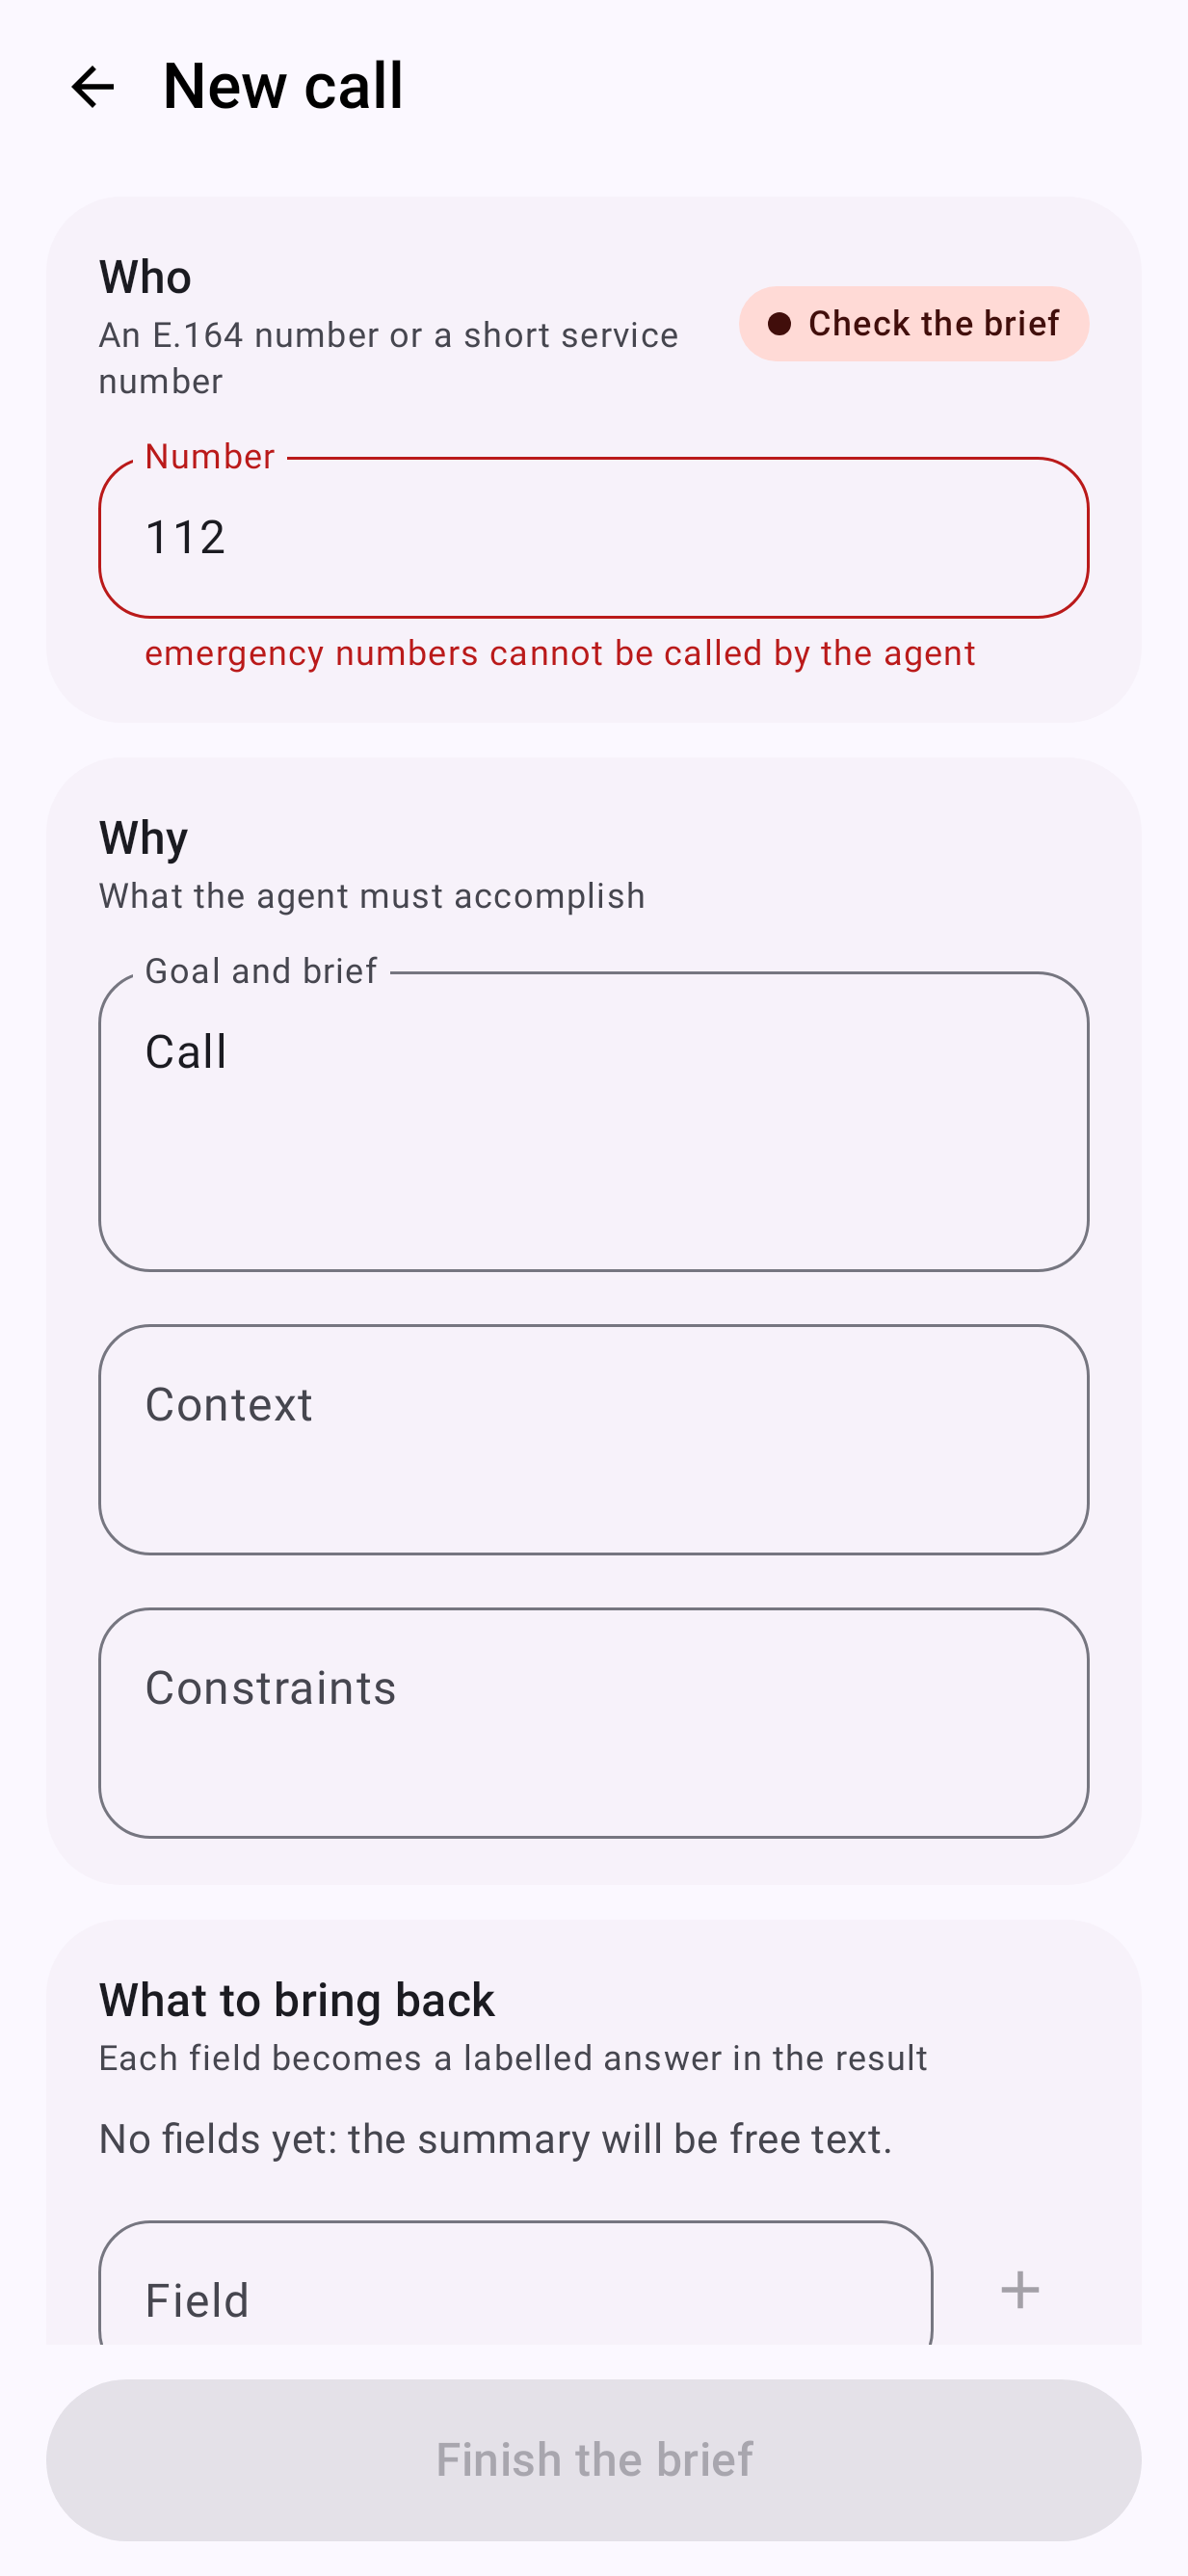 New call
Who
An E.164 number or a short service
number
Check the brief
Number
112
emergency numbers cannot be called by the agent
Why
What the agent must accomplish
Goal and brief
Call
Context
Constraints
What to bring back
Each field becomes a labelled answer in the result
No fields yet: the summary will be free text.
Field
Finish the brief